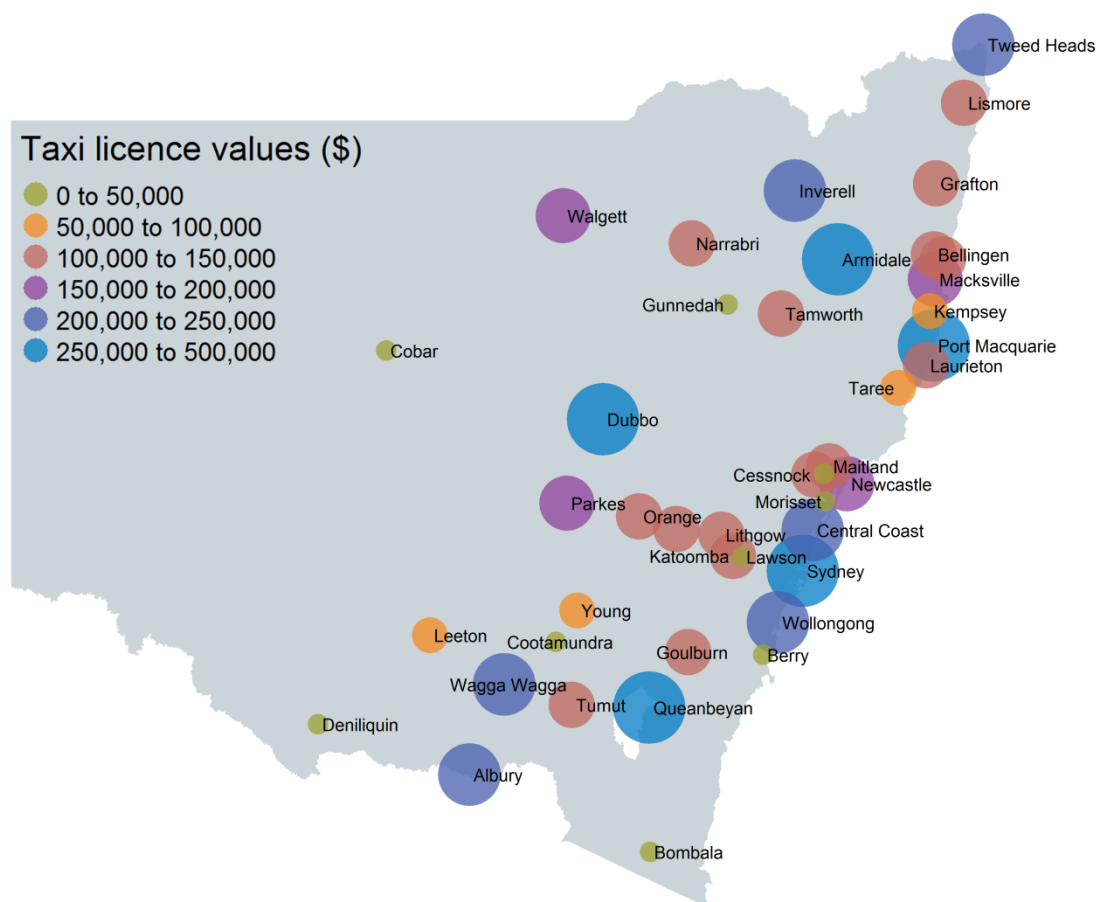 Tweed Heads
Lismore
Taxi licence values ($)
0 to 50,000
50,000 to 100,000
100,000 to 150,000
150,000 to 200,000
200,000 to 250,000
250,000 to 500,000
Grafton
Inverell
Walgett
Narrabri
Bellingen
Armidale
Macksville
Gunnedah
Tamworth
Kempsey
Port Macquarie
Cobar
Laurieton
Taree
Dubbo
Maitland
Cessnock
Newcastle
Morisset
Parkes
Orange
Central Coast
Lithgow
Katoomba
Lawson
Sydney
Young
Wollongong
Leeton
Cootamundra
Goulburn
Berry
Wagga Wagga
Tumut
Queanbeyan
Deniliquin
Albury
Bombala